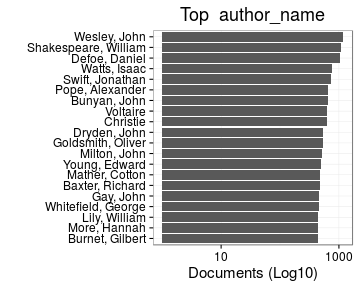 Top author_name
Wesley, John
Shakespeare, William
Defoe, Daniel
Watts, Isaac
Swift, Jonathan
Pope, Alexander
Bunyan, John
Voltaire
Christie
Dryden, John
Goldsmith, Oliver
Milton, John
Young, Edward
Mather, Cotton
Baxter, Richard
Gay, John
Whitefield, George
Lily, William
More, Hannah
Burnet, Gilbert
10 1000
Documents (Log10)